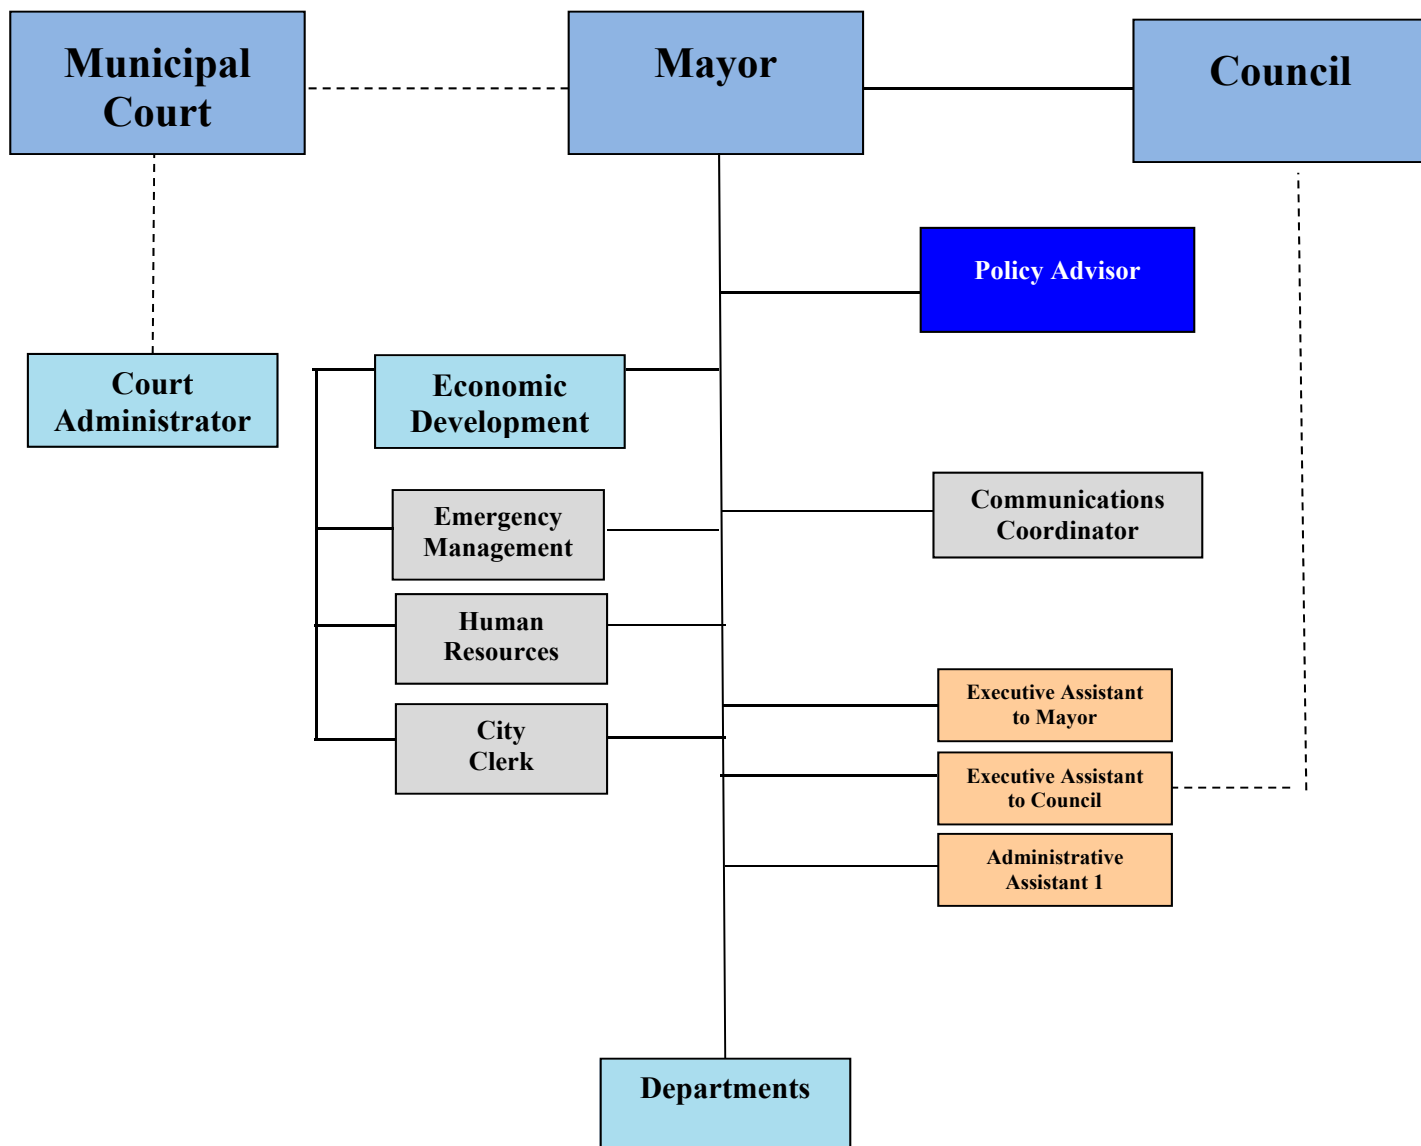 Municipal
Court
Mayor
Council
Policy Advisor
Court
Administrator
Economic
Development
Emergency
Management
Communications
Coordinator
Human
Resources
Executive Assistant
to Mayor
City
Clerk
Executive Assistant
to Council
Administrative
Assistant 1
Departments